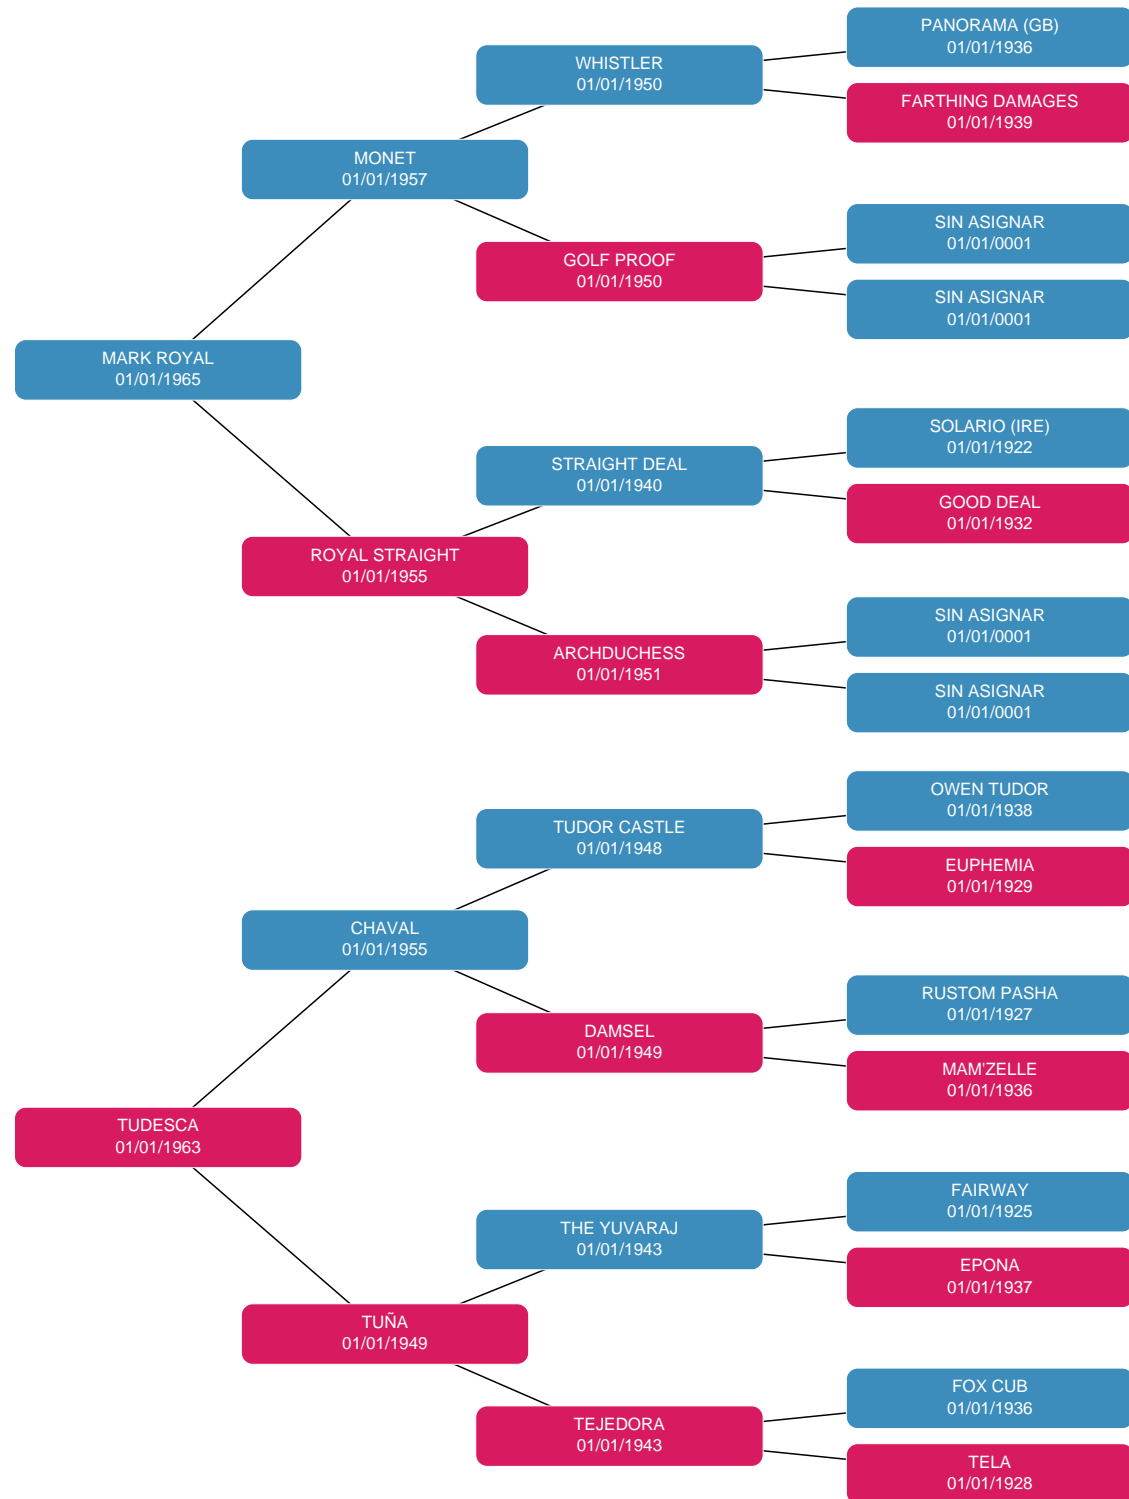 PANORAMA (GB)
01/01/1936
WHISTLER
01/01/1950
FARTHING DAMAGES
01/01/1939
MONET
01/01/1957
SIN ASIGNAR
01/01/0001
GOLF PROOF
01/01/1950
SIN ASIGNAR
01/01/0001
MARK ROYAL
01/01/1965
SOLARIO (IRE)
01/01/1922
STRAIGHT DEAL
01/01/1940
GOOD DEAL
01/01/1932
ROYAL STRAIGHT
01/01/1955
SIN ASIGNAR
01/01/0001
ARCHDUCHESS
01/01/1951
SIN ASIGNAR
01/01/0001
OWEN TUDOR
01/01/1938
TUDOR CASTLE
01/01/1948
EUPHEMIA
01/01/1929
CHAVAL
01/01/1955
RUSTOM PASHA
01/01/1927
DAMSEL
01/01/1949
MAM'ZELLE
01/01/1936
TUDESCA
01/01/1963
FAIRWAY
01/01/1925
THE YUVARAJ
01/01/1943
EPONA
01/01/1937
TUÑA
01/01/1949
FOX CUB
01/01/1936
TEJEDORA
01/01/1943
TELA
01/01/1928